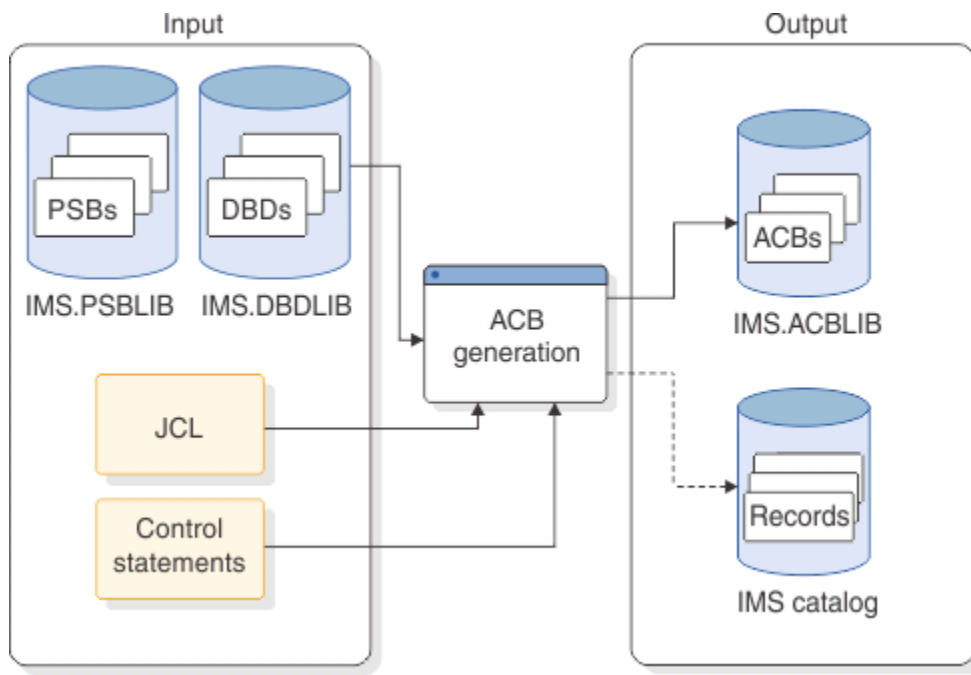 Input
Output
PSBs
DBDs
IMS.PSBLIB
IMS.DBDLIB
JCL
Control
statements
ACB
generation
ACBs
IMS.ACBLIB
Records
IMS catalog